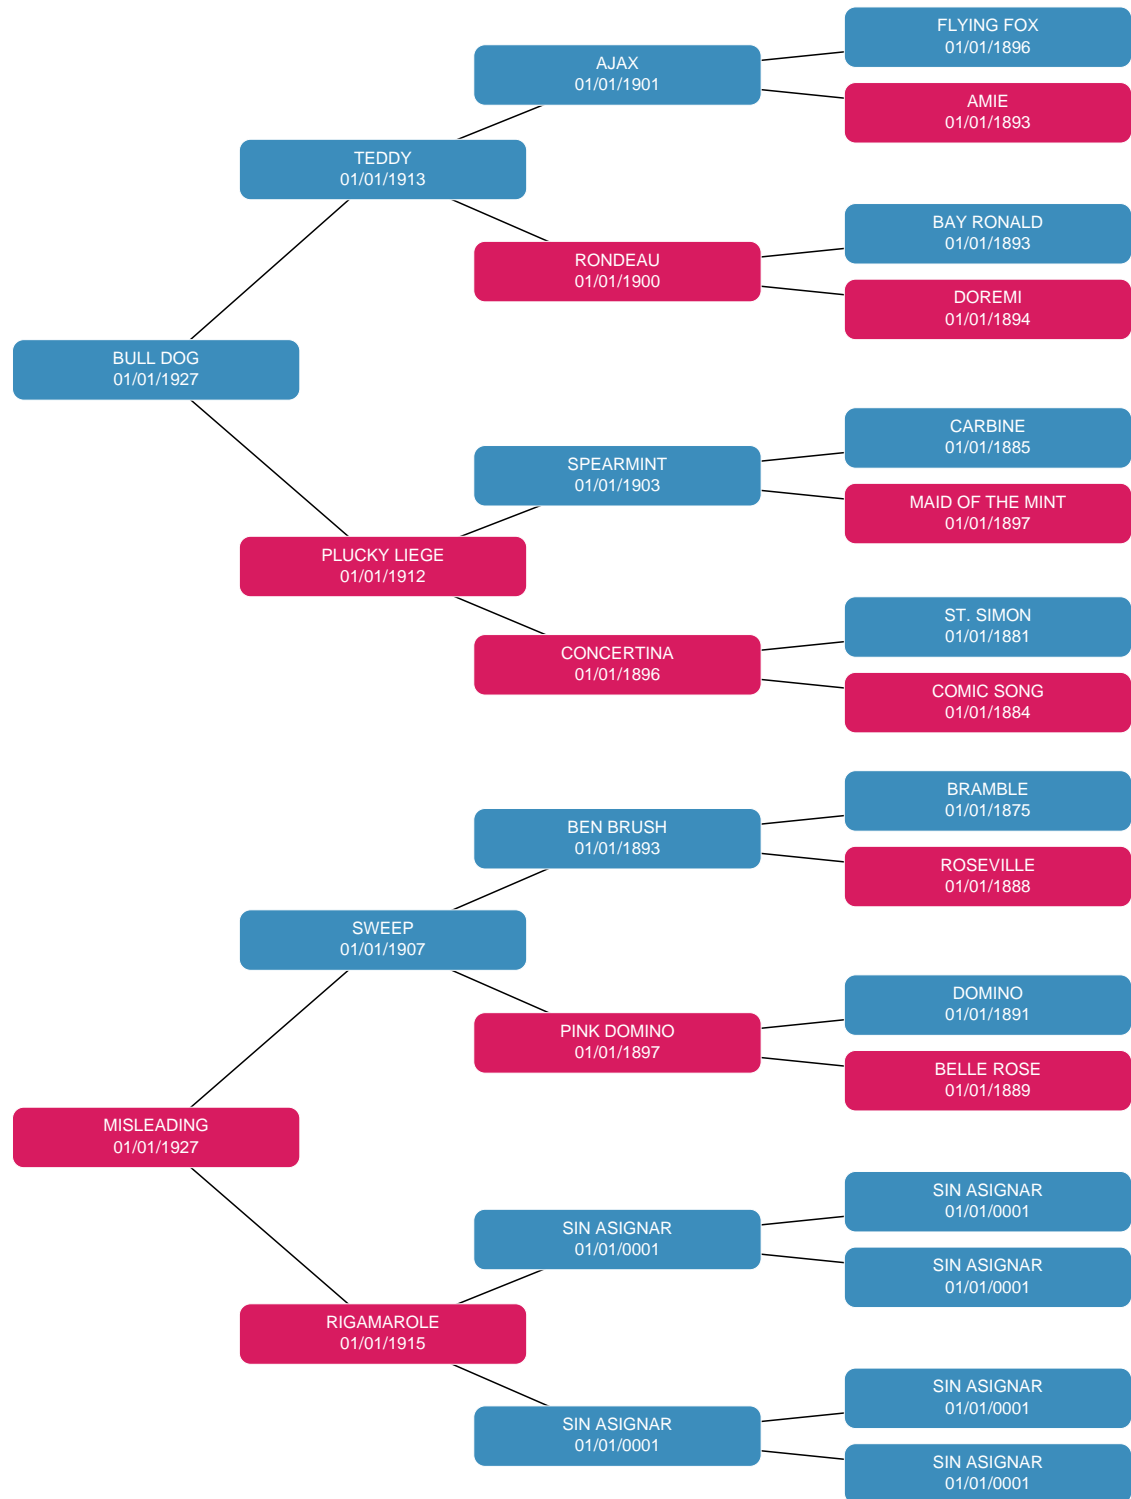 FLYING FOX
01/01/1896
AJAX
01/01/1901
AMIE
01/01/1893
TEDDY
01/01/1913
BAY RONALD
01/01/1893
RONDEAU
01/01/1900
DOREMI
01/01/1894
BULL DOG
01/01/1927
CARBINE
01/01/1885
SPEARMINT
01/01/1903
MAID OF THE MINT
01/01/1897
PLUCKY LIEGE
01/01/1912
ST. SIMON
01/01/1881
CONCERTINA
01/01/1896
COMIC SONG
01/01/1884
BRAMBLE
01/01/1875
BEN BRUSH
01/01/1893
ROSEVILLE
01/01/1888
SWEEP
01/01/1907
DOMINO
01/01/1891
PINK DOMINO
01/01/1897
BELLE ROSE
01/01/1889
MISLEADING
01/01/1927
SIN ASIGNAR
01/01/0001
SIN ASIGNAR
01/01/0001
SIN ASIGNAR
01/01/0001
RIGAMAROLE
01/01/1915
SIN ASIGNAR
01/01/0001
SIN ASIGNAR
01/01/0001
SIN ASIGNAR
01/01/0001